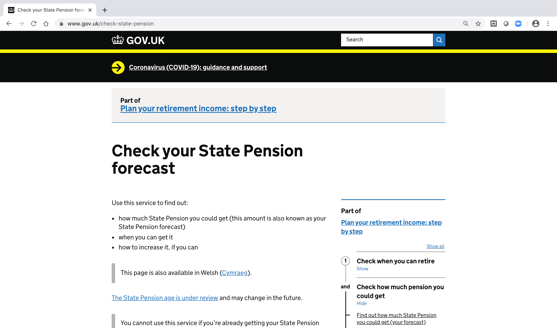 Check your State Pension fore
www.gov.uk/check-state-pension
GOV.UK
Search
Coronavirus (COVID-19): guidance and support
Part of
Plan your retirement income: step by step
Check your State Pension
forecast
Use this service to find out:
• how much State Pension you could get (this amount is also known as your
State Pension forecast)
• when you can get it
• how to increase it, if you can
This page is also available in Welsh (Cymraeg).
The State Pension age is under review and may change in the future.
You cannot use this service if you're already getting your State Pension
Part of
Plan your retirement income: step
by step
Show all
1 Check when you can retire
Show
and Check how much pension you
could get
Hide
Find out how much State Pension
you could get (your forecast)